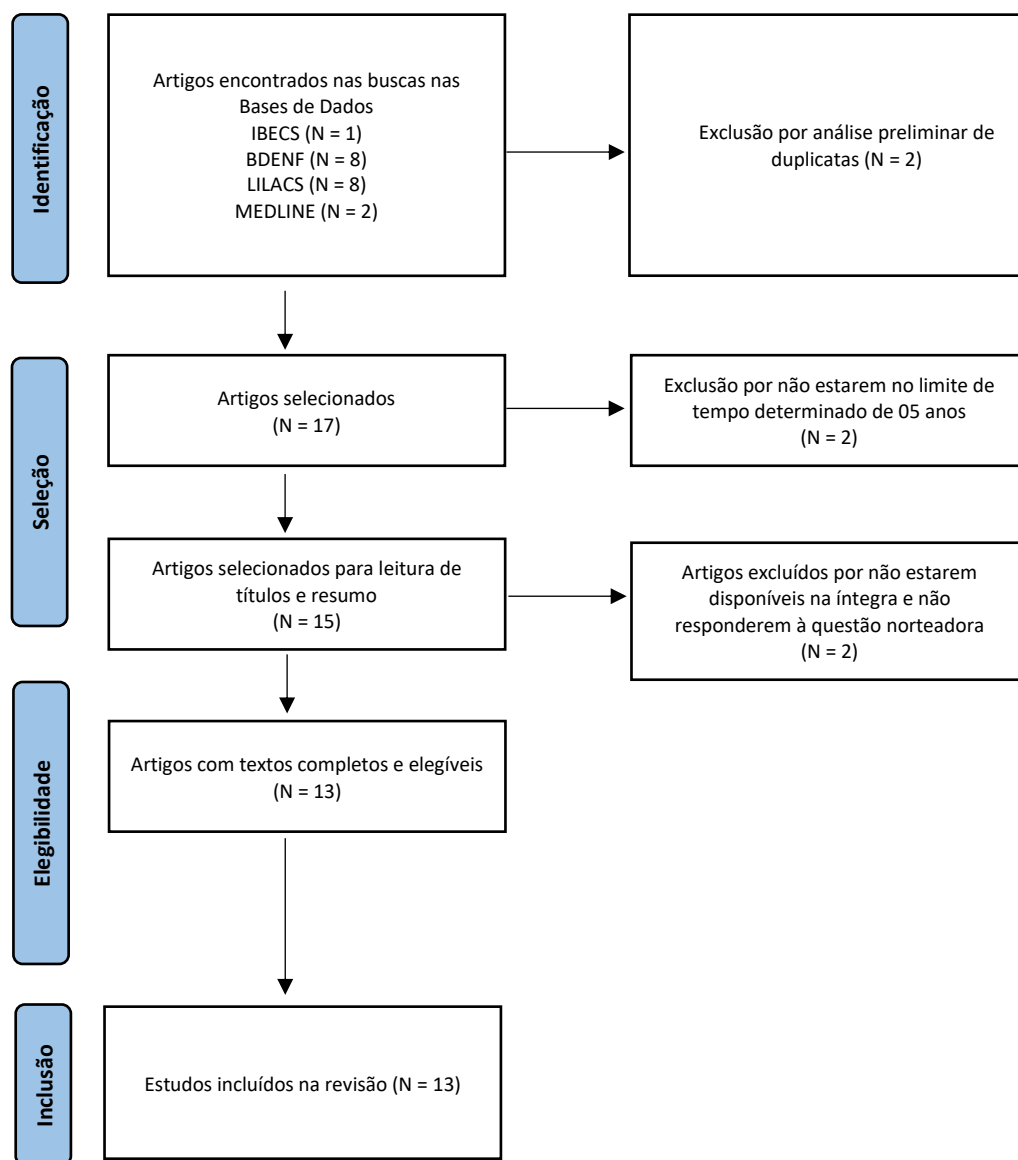 Identificação
Artigos encontrados nas buscas nas
Bases de Dados
IBECS (N = 1)
BDENF (N = 8)
LILACS (N = 8)
MEDLINE (N = 2)
Exclusão por análise preliminar de
duplicatas (N = 2)
Seleção
Artigos selecionados
(N = 17)
Exclusão por não estarem no limite de
tempo determinado de 05 anos
(N = 2)
Artigos selecionados para leitura de
títulos e resumo
(N = 15)
Artigos excluídos por não estarem
disponíveis na íntegra e não
responderem à questão norteadora
(N = 2)
Elegibilidade
Artigos com textos completos e elegíveis
(N = 13)
Inclusão
Estudos incluídos na revisão (N = 13)